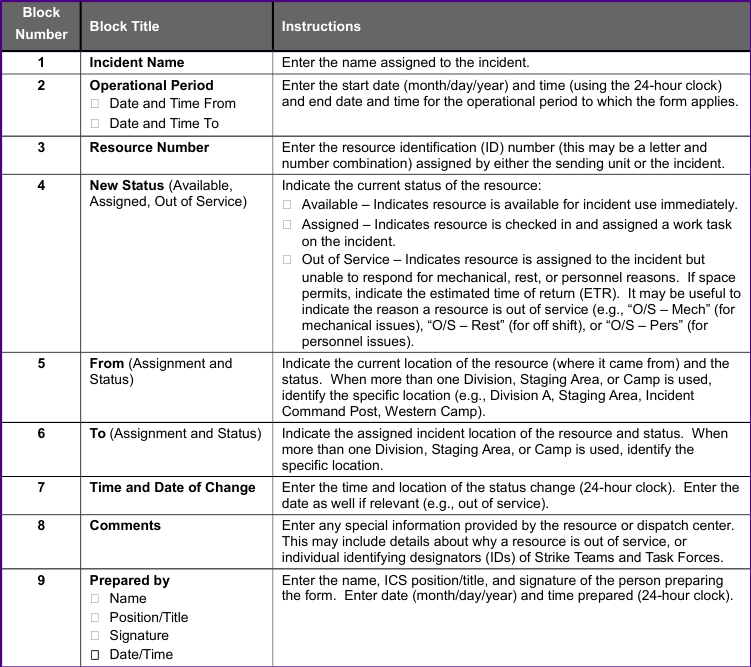 Block Number
Block Title
Instructions
1
Incident Name
Enter the name assigned to the incident.
2
Operational Period
☐ Date and Time From
☐ Date and Time To
Enter the start date (month/day/year) and time (using the 24-hour clock)
and end date and time for the operational period to which the form applies.
3
Resource Number
Enter the resource identification (ID) number (this may be a letter and
number combination) assigned by either the sending unit or the incident.
4
New Status (Available,
Assigned, Out of Service)
Indicate the current status of the resource:
☐ Available – Indicates resource is available for incident use immediately.
☐ Assigned – Indicates resource is checked in and assigned a work task
on the incident.
☐ Out of Service – Indicates resource is assigned to the incident but
unable to respond for mechanical, rest, or personnel reasons. If space
permits, indicate the estimated time of return (ETR). It may be useful to
indicate the reason a resource is out of service (e.g., “O/S – Mech” (for
mechanical issues), “O/S – Rest” (for off shift), or “O/S – Pers” (for
personnel issues).
5
From (Assignment and
Status)
Indicate the current location of the resource (where it came from) and the
status. When more than one Division, Staging Area, or Camp is used,
identify the specific location (e.g., Division A, Staging Area, Incident
Command Post, Western Camp).
6
To (Assignment and Status)
Indicate the assigned incident location of the resource and status. When
more than one Division, Staging Area, or Camp is used, identify the
specific location.
7
Time and Date of Change
Enter the time and location of the status change (24-hour clock). Enter the
date as well if relevant (e.g., out of service).
8
Comments
Enter any special information provided by the resource or dispatch center.
This may include details about why a resource is out of service, or
individual identifying designators (IDs) of Strike Teams and Task Forces.
9
Prepared by
☐ Name
☐ Position/Title
☐ Signature
☐ Date/Time
Enter the name, ICS position/title, and signature of the person preparing
the form. Enter date (month/day/year) and time prepared (24-hour clock).